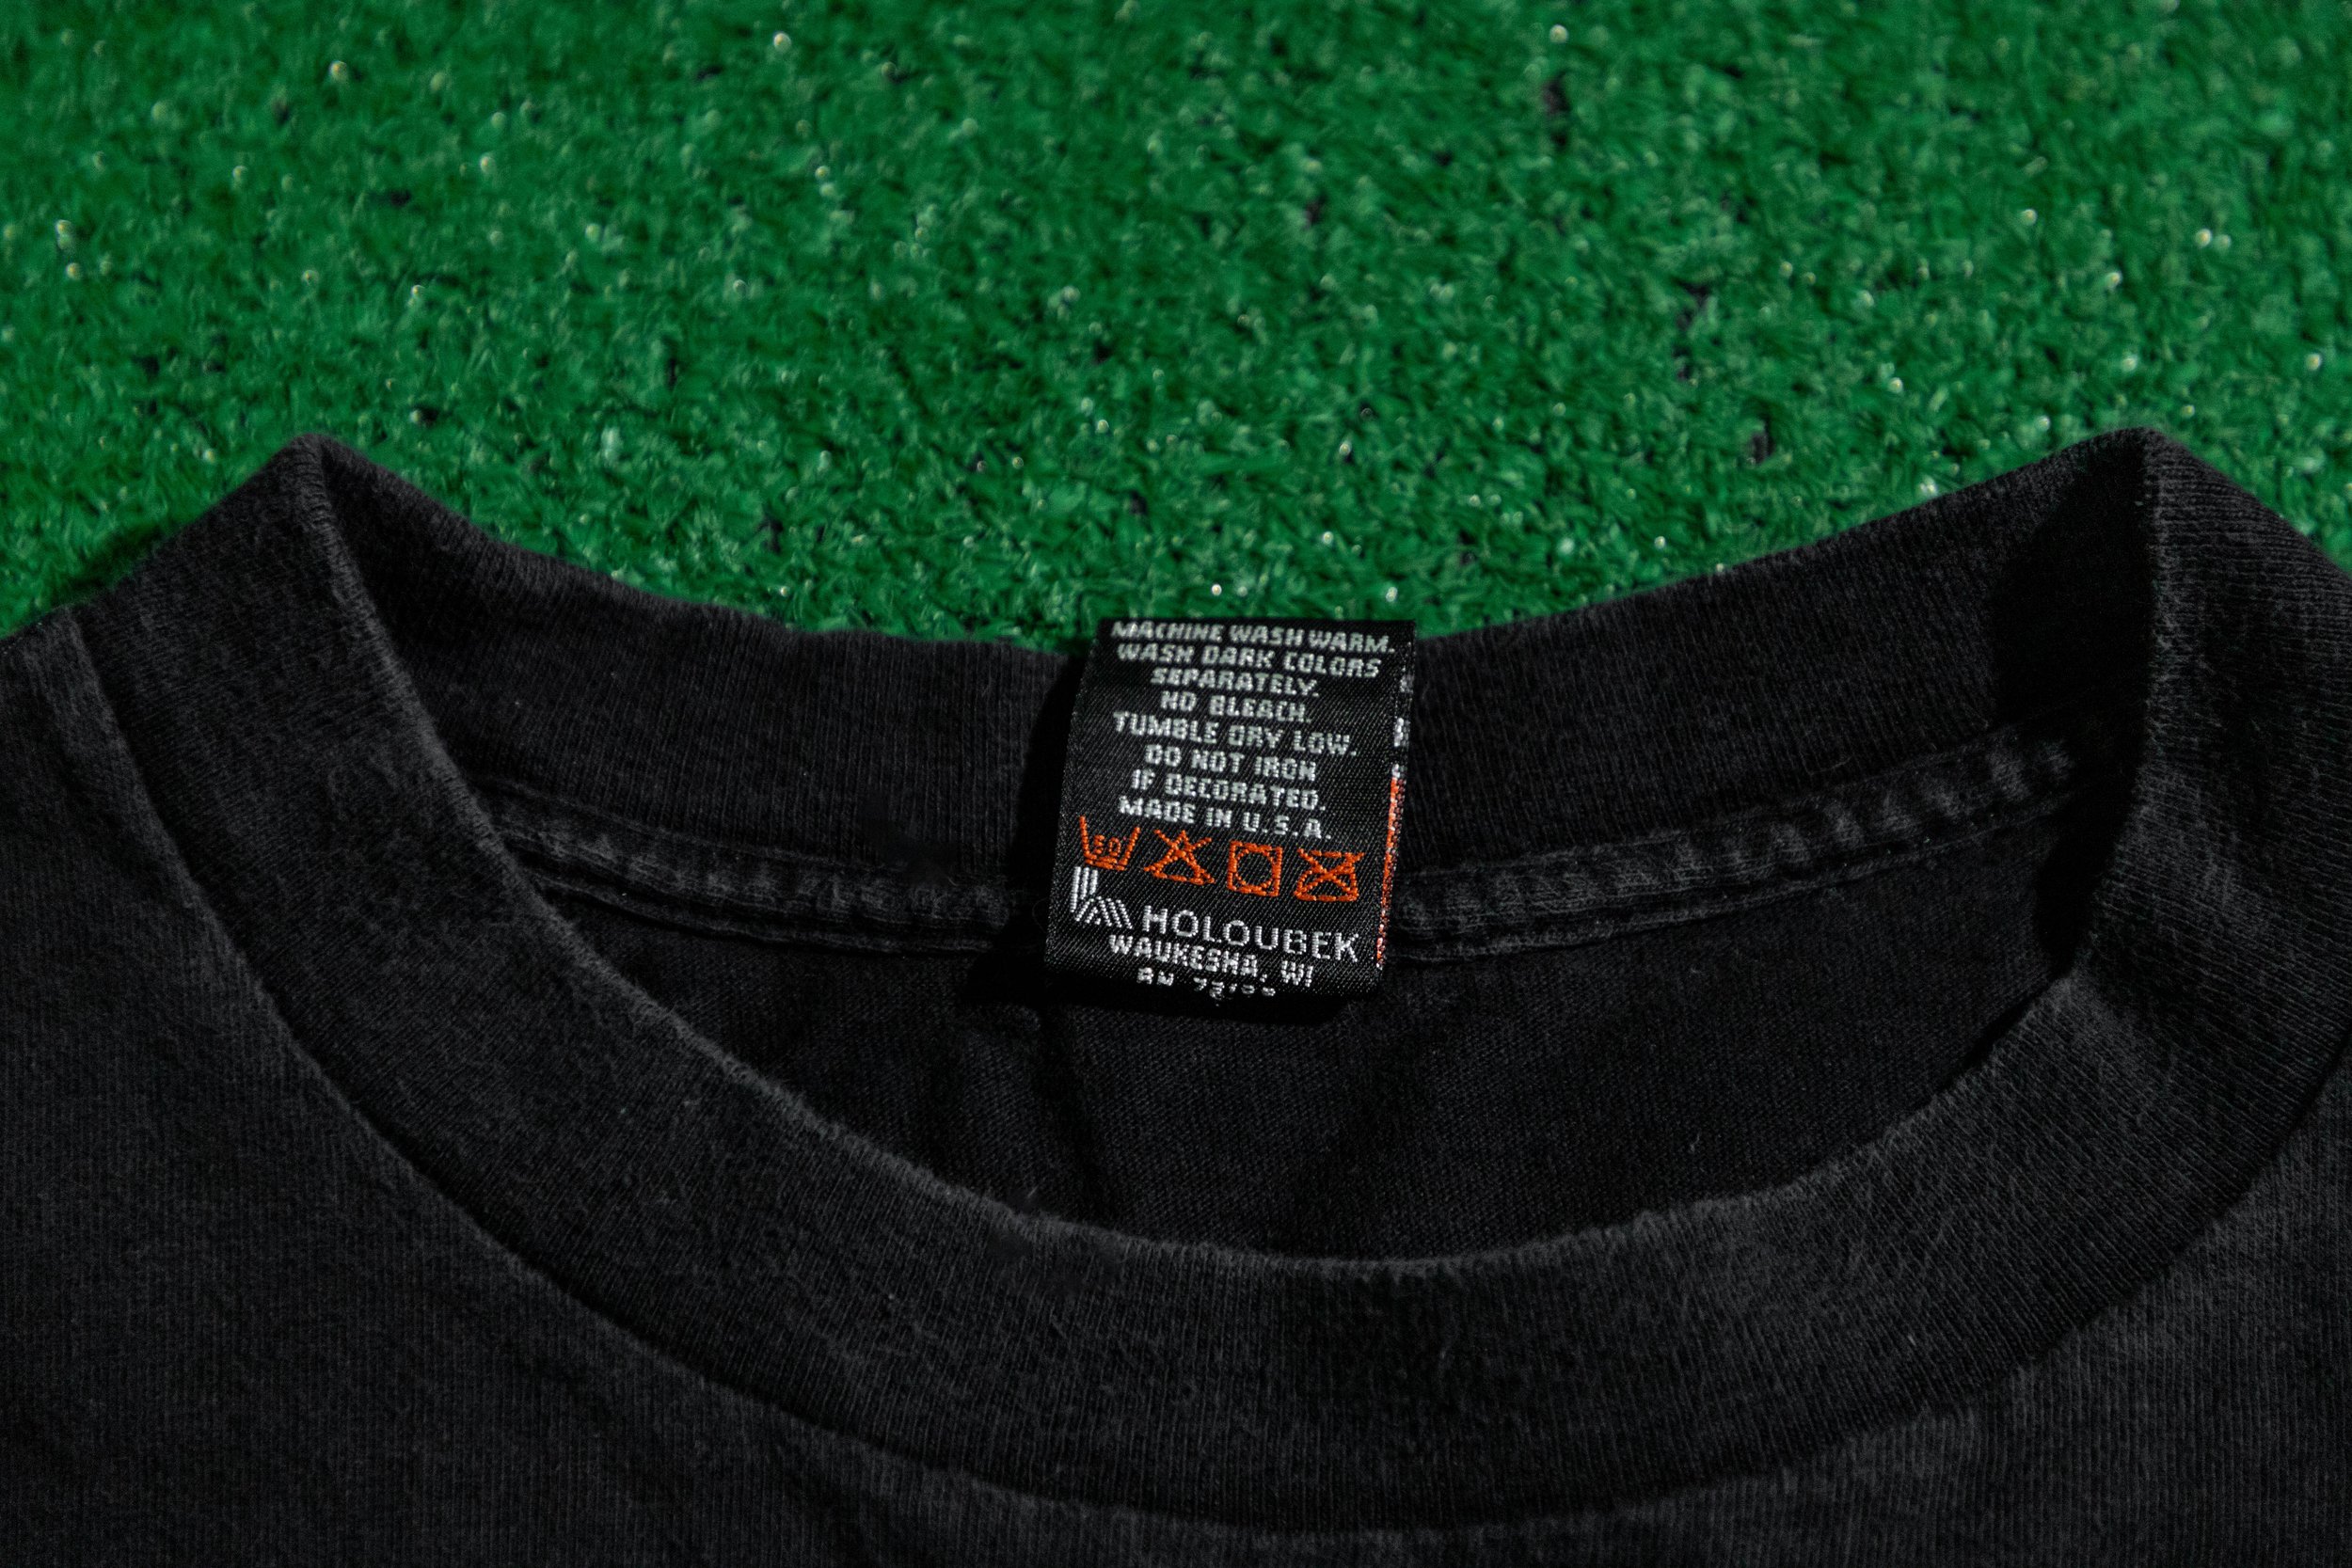 MACHINE WASH WARM.
WASH DARK COLORS
SEPARATELY.
NO BLEACH.
TUMBLE DRY LOW.
DO NOT IRON
IF DECORATED.
MADE IN U.S.A.
HOLOUBEK
WAUKESHA, WI